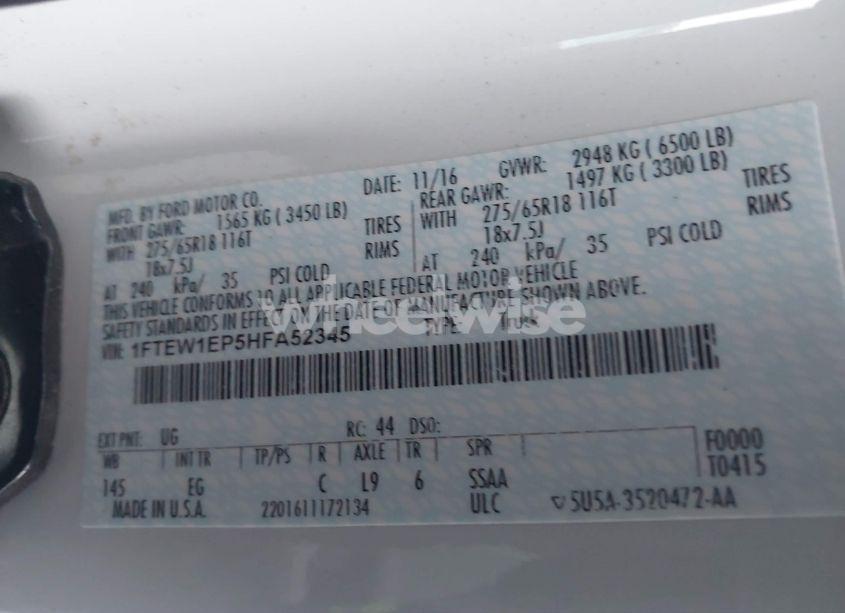 MFD. BY FORD MOTOR CO. DATE: 11/16 GVWR: 2948 KG ( 6500 LB)
FRONT GAWR: 1565 KG ( 3450 LB) REAR GAWR: 1497 KG ( 3300 LB)
WITH 275/65R18 116T TIRES WITH 275/65R18 116T TIRES
18x7.5J RIMS 18x7.5J RIMS
AT 240 kPa/ 35 PSI COLD AT 240 kPa/ 35 PSI COLD
THIS VEHICLE CONFORMS TO ALL APPLICABLE FEDERAL MOTOR VEHICLE
SAFETY STANDARDS IN EFFECT ON THE DATE OF MANUFACTURE SHOWN ABOVE.
VIN: 1FTEW1EP5HFA52345 TYPE: Truck
wheelwise
EXT PNT: UG RC: 44 DSO:
WB INT TR TP/PS R AXLE TR SPR F0000
145 EG C L9 6 SSAA T0415
MADE IN U.S.A. 2201611172134 ULC 5U5A-3520472-AA